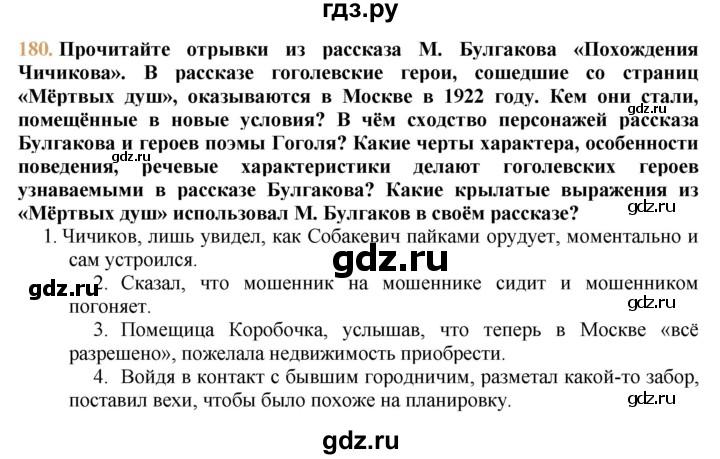 гдз.ру
180. Прочитайте отрывки из рассказа М. Булгакова «Похождения
Чичикова». В рассказе гоголевские герои, сошедшие со страниц
«Мёртвых душ», оказываются в Москве в 1922 году. Кем они стали,
помещённые в новые условия? В чём сходство персонажей рассказа
Булгакова и героев поэмы Гоголя? Какие черты характера, особенности
поведения, речевые характеристики делают гоголевских героев
узнаваемыми в рассказе Булгакова? Какие крылатые выражения из
«Мёртвых душ» использовал М. Булгаков в своём рассказе?
1. Чичиков, лишь увидел, как Собакевич пайками орудует, моментально и
сам устроился.
2. Сказал, что мошенник на мошеннике сидит и мошенником
погоняет.
3. Помещица Коробочка, услышав, что теперь в Москве «всё
разрешено», пожелала недвижимость приобрести.
4. Войдя в контакт с бывшим городничим, разметал какой-то забор,
поставил вехи, чтобы было похоже на планировку.
gdz.ru
gdz.ru
gdz.ru
gdz.ru
gdz.ru
gdz.ru
gdz.ru
gdz.ru